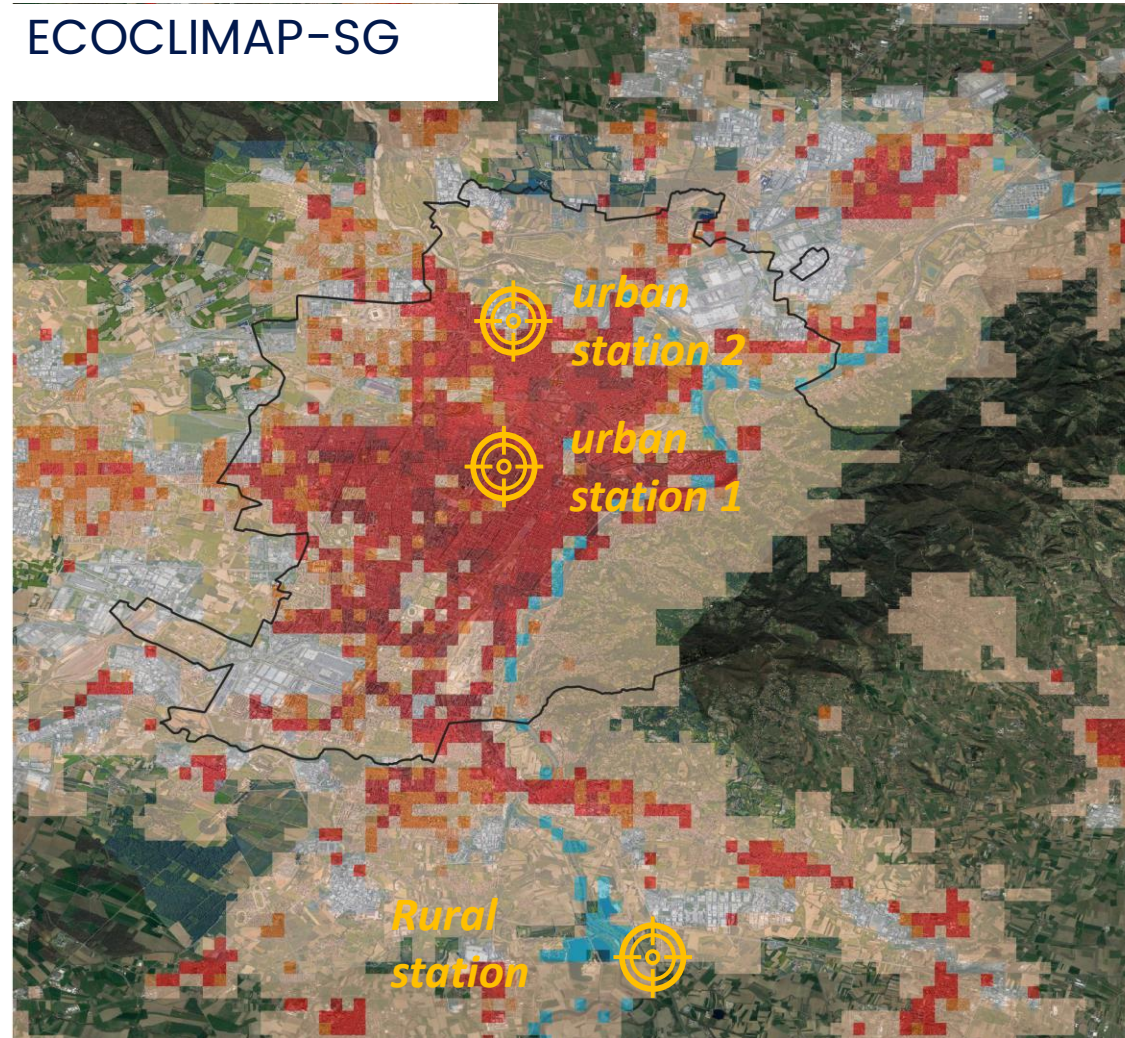 ECOCLIMAP-SG
urban
station 2
urban
station 1
Rural
station